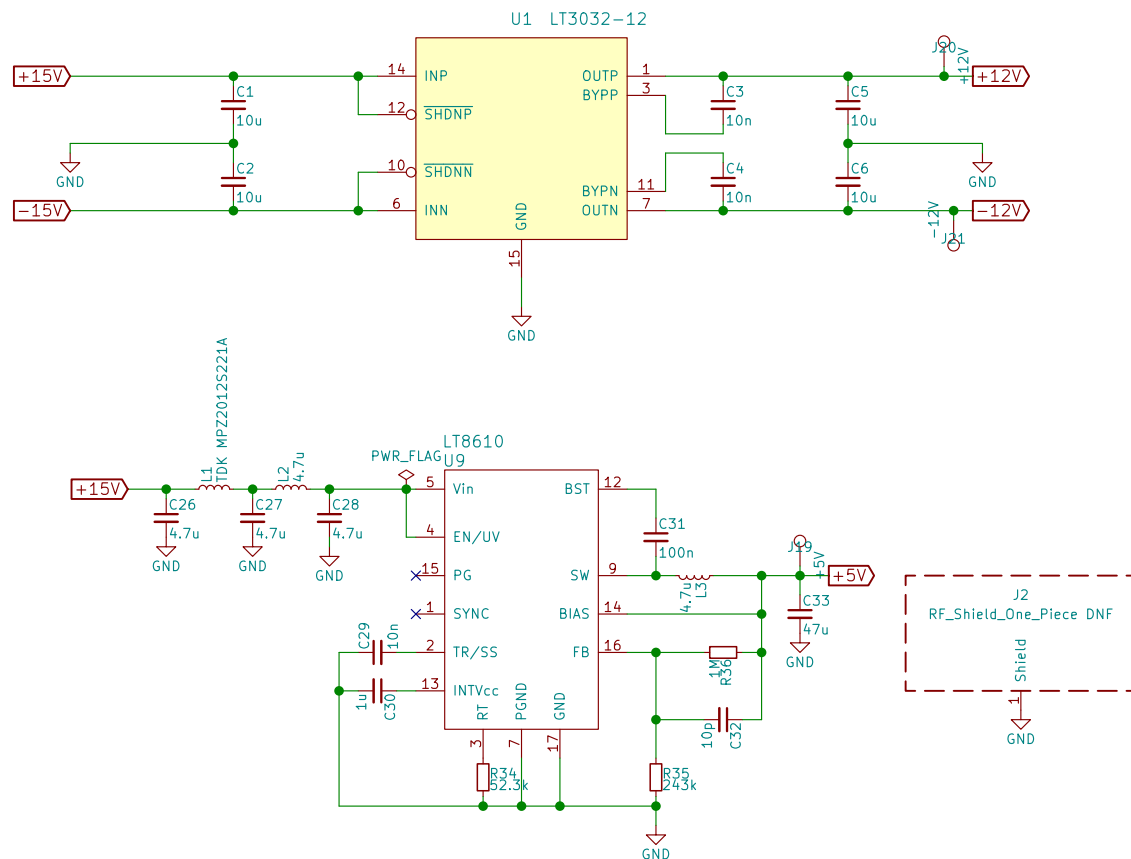 U1 LT3032-12
+15V
14 INP
12 SHDNP
10 SHDNN
6 INN
-15V
C1
10u
GND
C2
10u
OUTP 1
BYPP 3
BYPN 11
OUTN 7
GND
15
GND
C3
10n
C4
10n
C5
10u
C6
10u
GND
J20
+12V
+12V
-12V
J21
-12V
TDK MPZ2012S221A
L1
L2
4.7u
PWR_FLAG
LT8610
U9
+15V
C26
4.7u
GND
C27
4.7u
GND
C28
4.7u
GND
5 Vin
4 EN/UV
15 PG
1 SYNC
2 TR/SS
13 INTVcc
BST 12
SW 9
BIAS 14
FB 16
RT
3
PGND
7
GND
17
C29
10n
1u
C30
C31
100n
4.7u
L3
J19
+5V
+5V
C33
47u
GND
1M
R36
10p
C32
R34
52.3k
R35
243k
GND
J2
RF_Shield_One_Piece DNF
Shield
1
GND